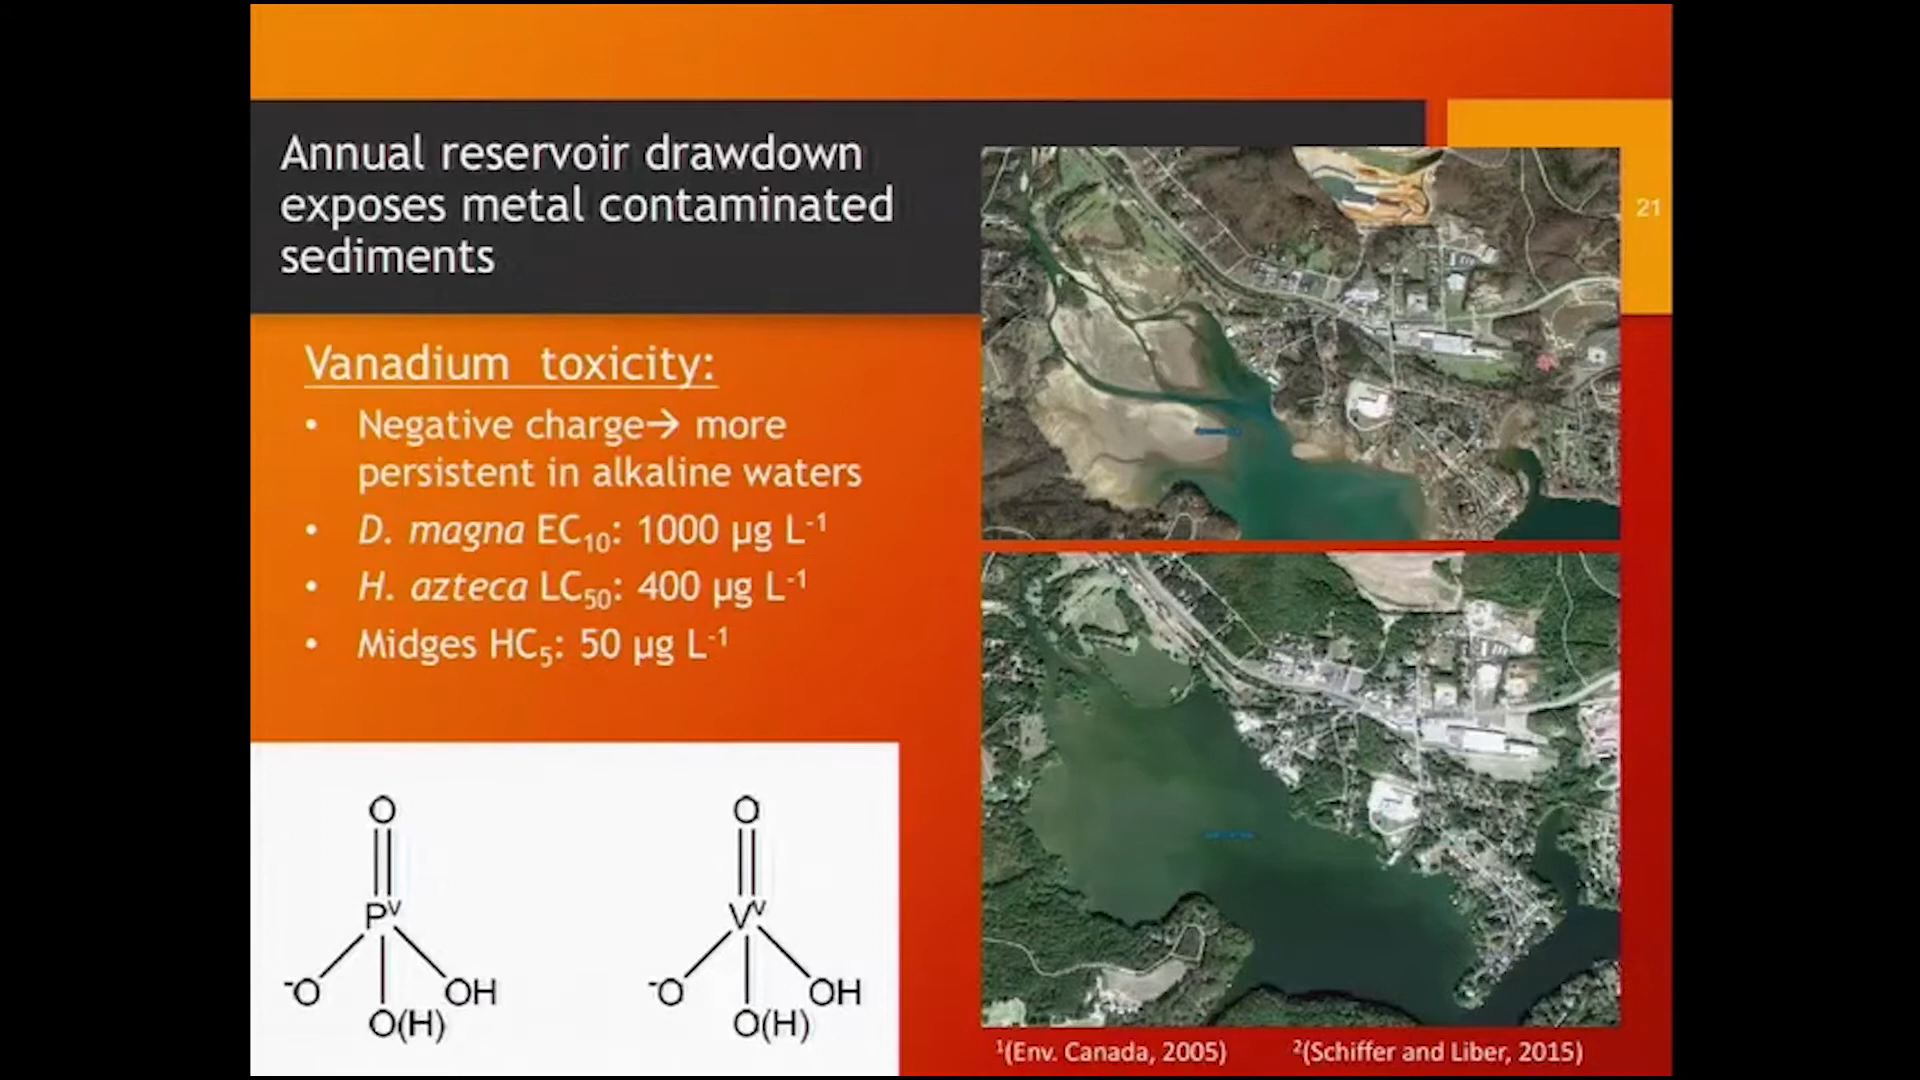 Annual reservoir drawdown
exposes metal contaminated
sediments
21
Vanadium toxicity:
• Negative charge→ more
persistent in alkaline waters
• D. magna EC₁₀: 1000 µg L⁻¹
• H. azteca LC₅₀: 400 µg L⁻¹
• Midges HC₅: 50 µg L⁻¹
O
Pⱽ
⁻O
OH
O(H)
O
Vⱽ
⁻O
OH
O(H)
¹(Env. Canada, 2005)
²(Schiffer and Liber, 2015)